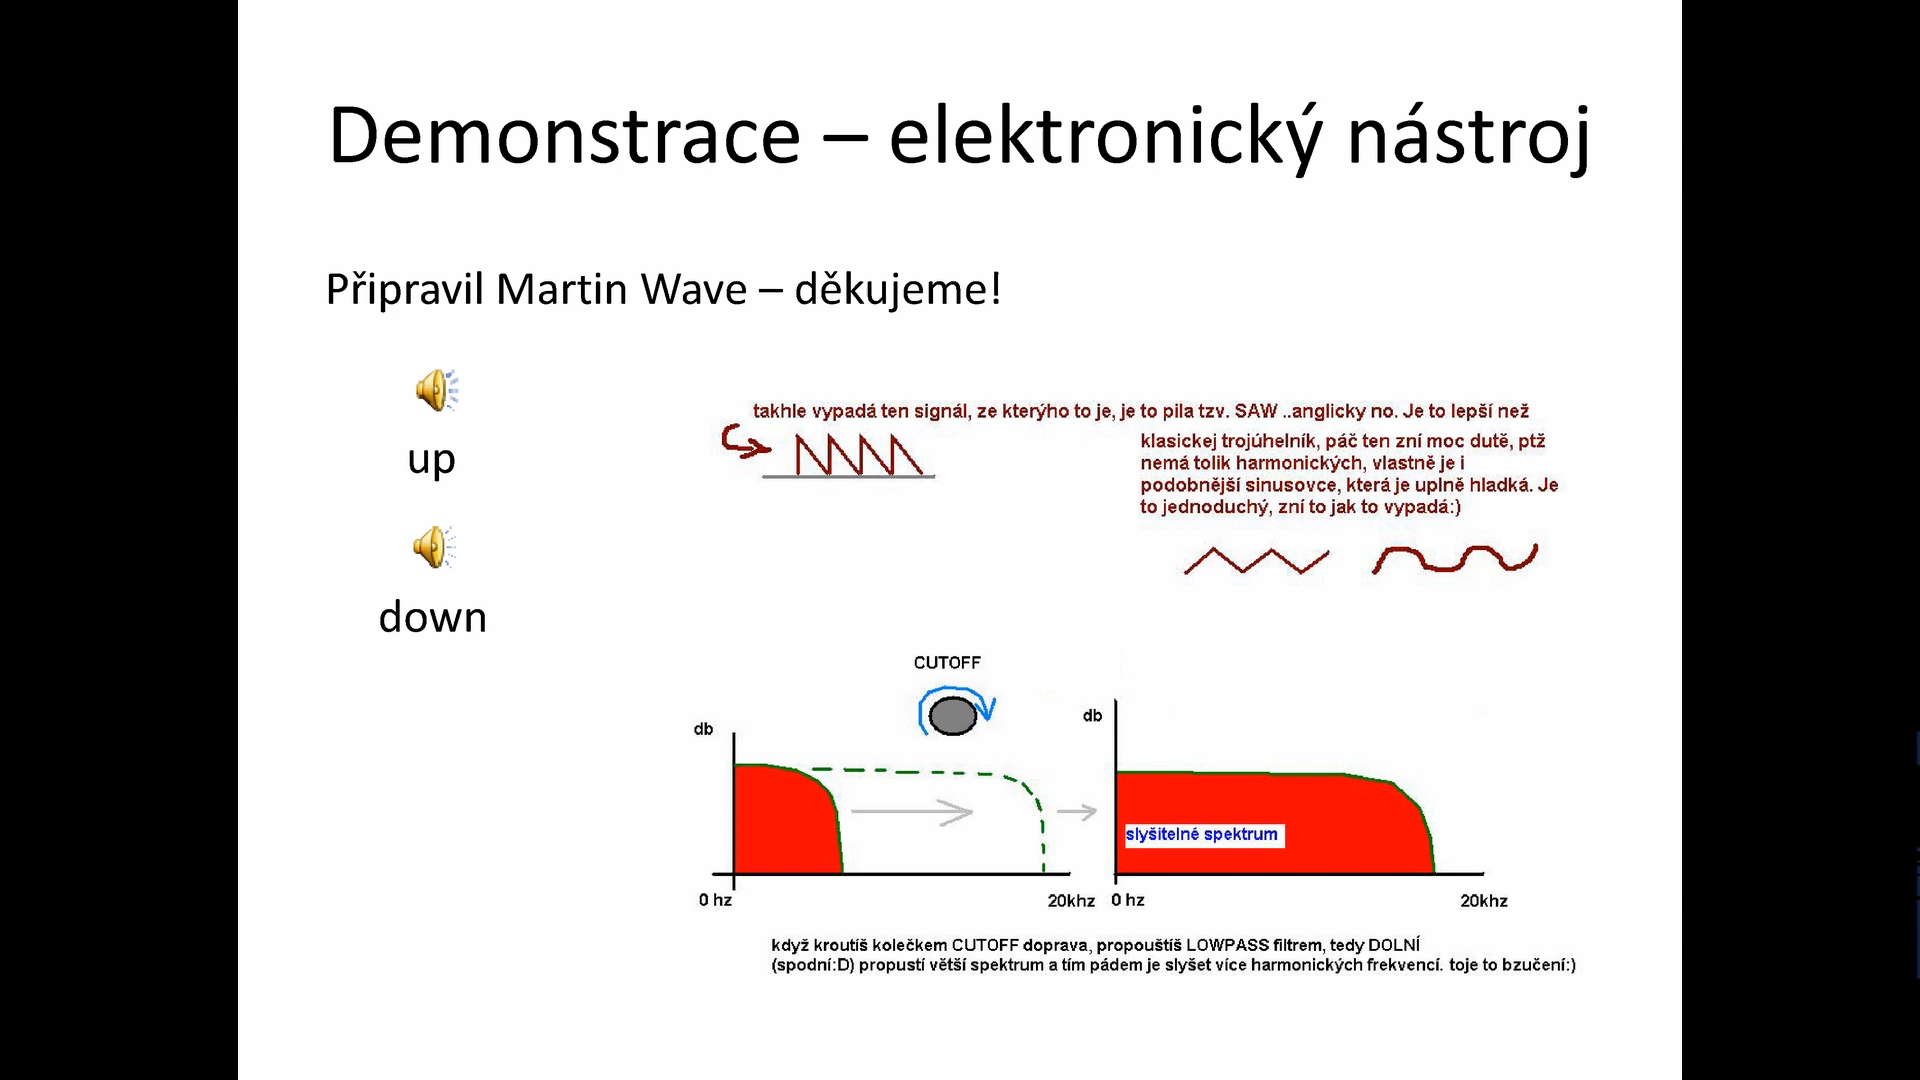 Demonstrace – elektronický nástroj
Připravil Martin Wave – děkujeme!
up
down
takhle vypadá ten signál, ze kterýho to je, je to pila tzv. SAW ..anglicky no. Je to lepší než
klasickej trojúhelník, páč ten zní moc dutě, ptž
nemá tolik harmonických, vlastně je i
podobnější sinusovce, která je uplně hladká. Je
to jednoduchý, zní to jak to vypadá:)
CUTOFF
db
db
slyšitelné spektrum
0 hz
20khz
0 hz
20khz
když kroutíš kolečkem CUTOFF doprava, propouštíš LOWPASS filtrem, tedy DOLNÍ
(spodní:D) propustí větší spektrum a tím pádem je slyšet více harmonických frekvencí. toje to bzučení:)